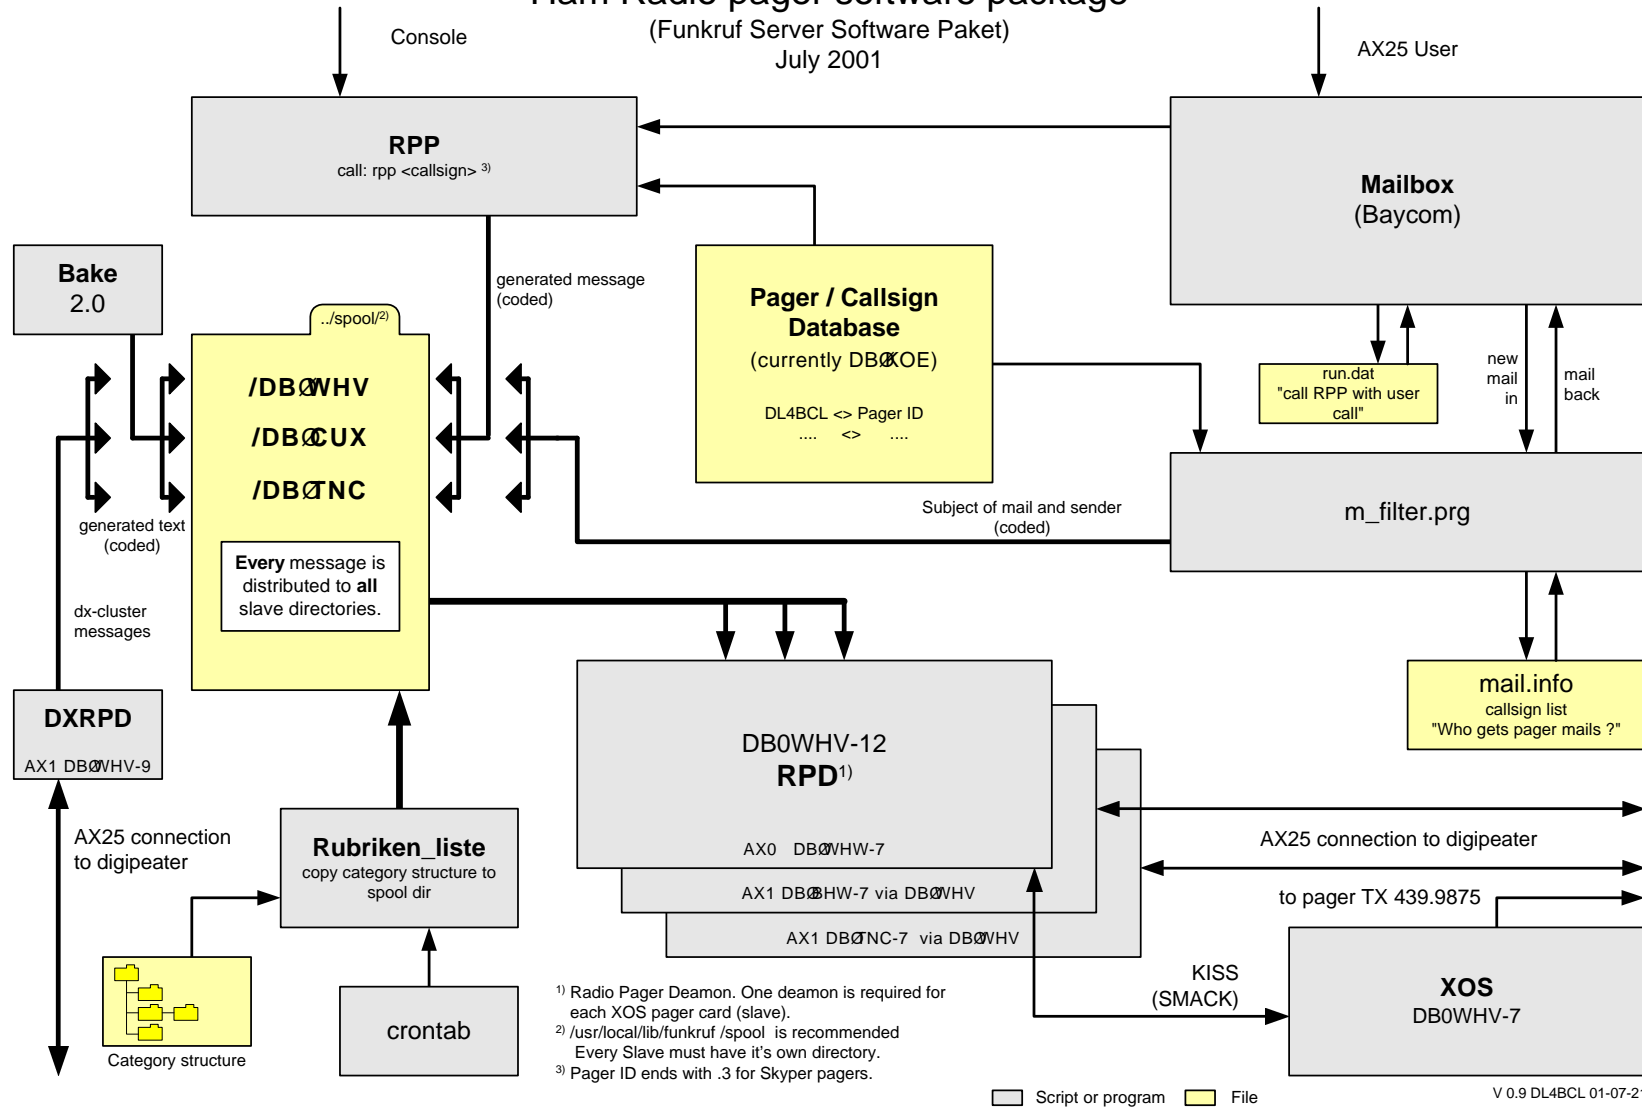 Ham Radio pager software package
(Funkruf Server Software Paket)
July 2001
Console
AX25 User
RPP
call: rpp <callsign> 3)
Mailbox
(Baycom)
Bake
2.0
generated message
(coded)
../spool/2)
Pager / Callsign
Database
(currently DBØKOE)
DL4BCL <> Pager ID
.... <> ....
run.dat
"call RPP with user
call"
new
mail
in
mail
back
/DBØWHV
/DBØCUX
/DBØTNC
generated text
(coded)
Subject of mail and sender
(coded)
m_filter.prg
Every message is
distributed to all
slave directories.
dx-cluster
messages
mail.info
callsign list
"Who gets pager mails ?"
DXRPD
AX1 DBØWHV-9
DB0WHV-12
RPD1)
AX0 DBØWHW-7
AX1 DBØBHW-7 via DBØWHV
AX1 DBØTNC-7 via DBØWHV
AX25 connection
to digipeater
Rubriken_liste
copy category structure to
spool dir
AX25 connection to digipeater
to pager TX 439.9875
KISS
(SMACK)
XOS
DB0WHV-7
crontab
Category structure
1) Radio Pager Deamon. One deamon is required for
each XOS pager card (slave).
2) /usr/local/lib/funkruf /spool is recommended
Every Slave must have it's own directory.
3) Pager ID ends with .3 for Skyper pagers.
Script or program
File
V 0.9 DL4BCL 01-07-21